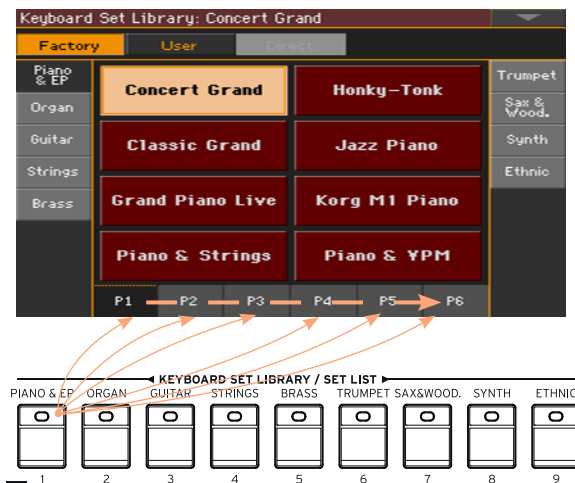 Keyboard Set Library: Concert Grand
Factory User Direct
Piano & EP
Organ
Guitar
Strings
Brass
Concert Grand Honky-Tonk
Classic Grand Jazz Piano
Grand Piano Live Korg M1 Piano
Piano & Strings Piano & VPM
Trumpet
Sax & Wood.
Synth
Ethnic
P1 P2 P3 P4 P5 P6
KEYBOARD SET LIBRARY / SET LIST
PIANO & EP ORGAN GUITAR STRINGS BRASS TRUMPET SAX&WOOD. SYNTH ETHNIC
1 2 3 4 5 6 7 8 9